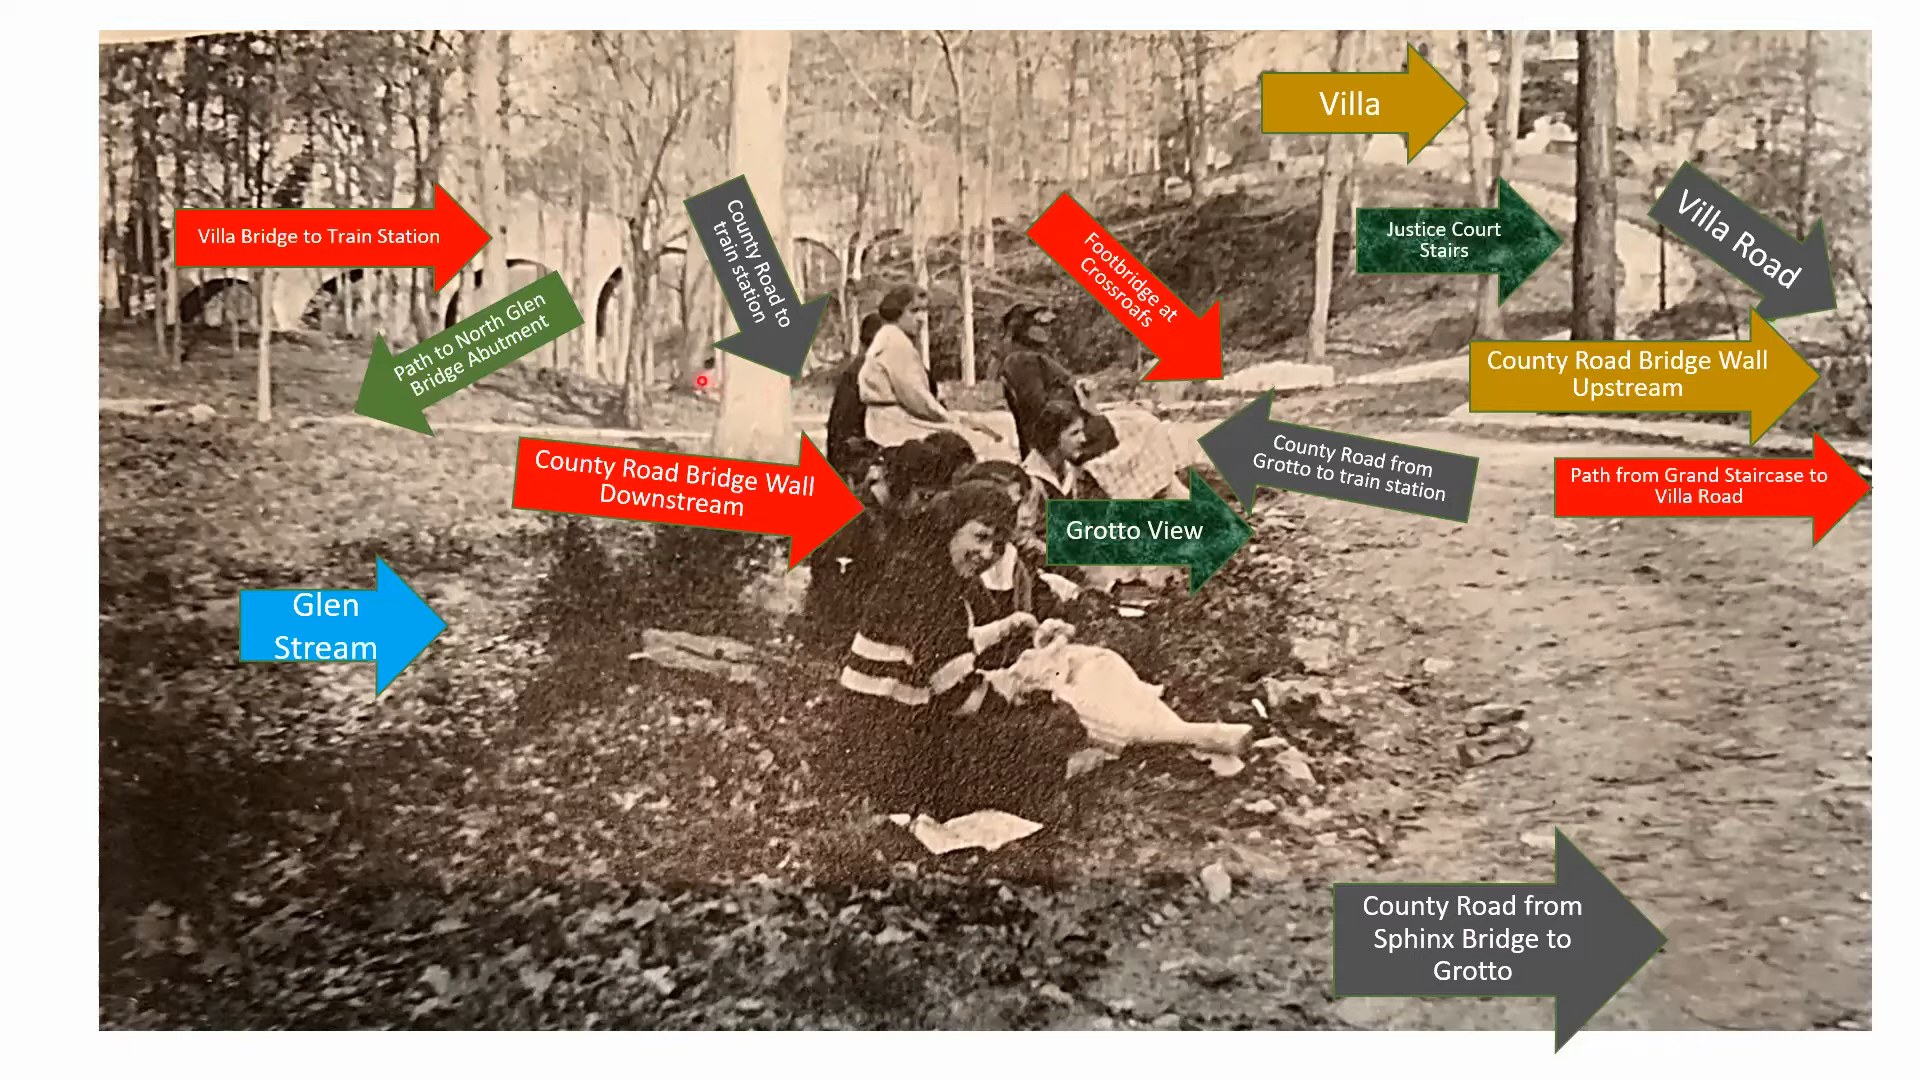 Villa
Villa Road
County Road to
train station
Villa Bridge to Train Station
Footbridge at
Crossroafs
Justice Court
Stairs
Path to North Glen
Bridge Abutment
County Road Bridge Wall
Upstream
County Road Bridge Wall
Downstream
County Road from
Grotto to train station
Path from Grand Staircase to
Villa Road
Grotto View
Glen
Stream
County Road from
Sphinx Bridge to
Grotto